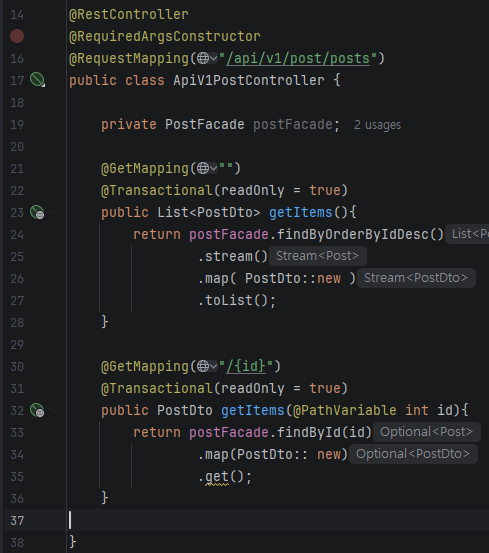 14 @RestController
@RequiredArgsConstructor
16 @RequestMapping("/api/v1/post/posts")
17 public class ApiV1PostController {
18
19 private PostFacade postFacade; 2 usages
20
21 @GetMapping("")
22 @Transactional(readOnly = true)
23 public List<PostDto> getItems(){
24 return postFacade.findByOrderByIdDesc() List<P
25 .stream() Stream<Post>
26 .map( PostDto::new ) Stream<PostDto>
27 .toList();
28 }
29
30 @GetMapping("/{id}")
31 @Transactional(readOnly = true)
32 public PostDto getItems(@PathVariable int id){
33 return postFacade.findById(id) Optional<Post>
34 .map(PostDto:: new) Optional<PostDto>
35 .get();
36 }
37
38 }